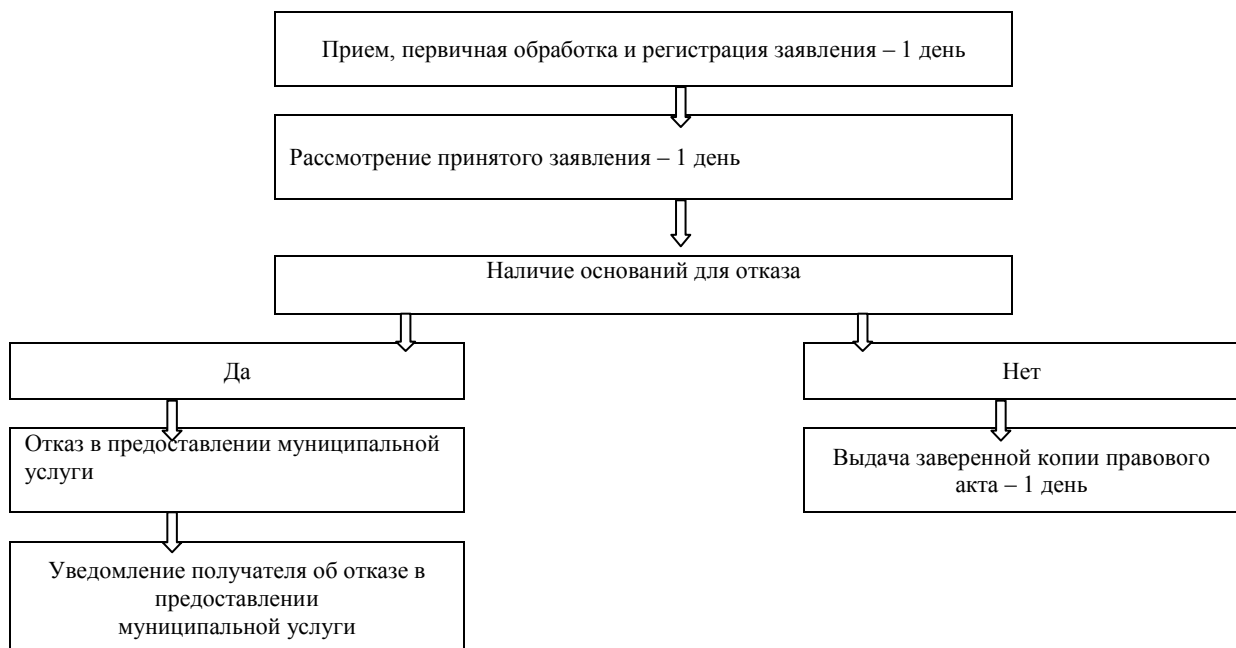 Прием, первичная обработка и регистрация заявления – 1 день
Рассмотрение принятого заявления – 1 день
Наличие оснований для отказа
Да
Нет
Отказ в предоставлении муниципальной
услуги
Выдача заверенной копии правового
акта – 1 день
Уведомление получателя об отказе в
предоставлении
муниципальной услуги